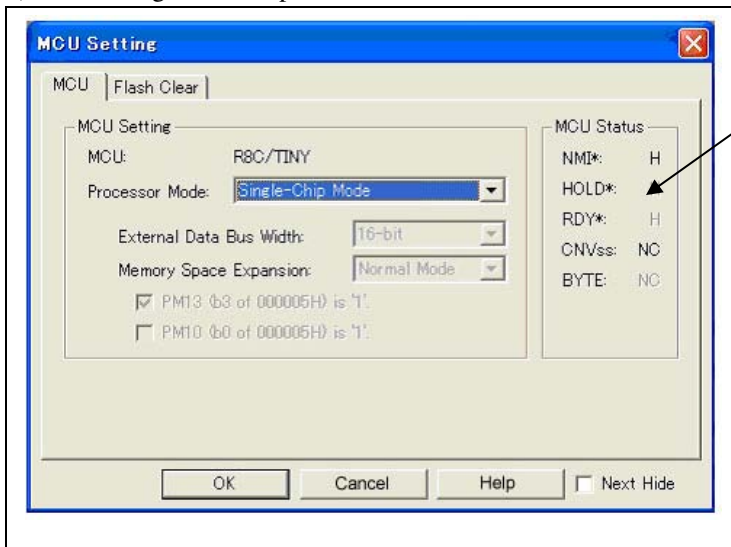 MCU Setting
MCU
Flash Clear
MCU Setting
MCU: R8C/TINY
Processor Mode: Single-Chip Mode
External Data Bus Width: 16-bit
Memory Space Expansion: Normal Mode
PM13 (b3 of 000005H) is '1'.
PM10 (b0 of 000005H) is '1'.
MCU Status
NMI*: H
HOLD*:
RDY*: H
CNVss: NC
BYTE: NC
OK
Cancel
Help
Next Hide